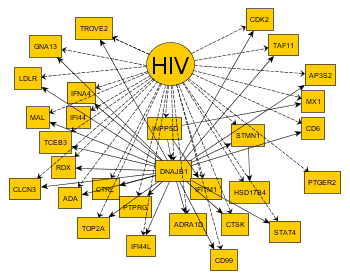 CDK2
TROVE2
GNA13
TAF11
HIV
LDLR
AP3S2
IFNA4
MX1
MAL
IFI44
INPP5D
CD6
STMN1
TCEB3
RDX
DNAJB1
PTGER2
CLCN3
ADA
IFITM1
HSD17B4
PTPRG
TOP2A
ADRA1D
CTSK
STAT4
IFI44L
CD99